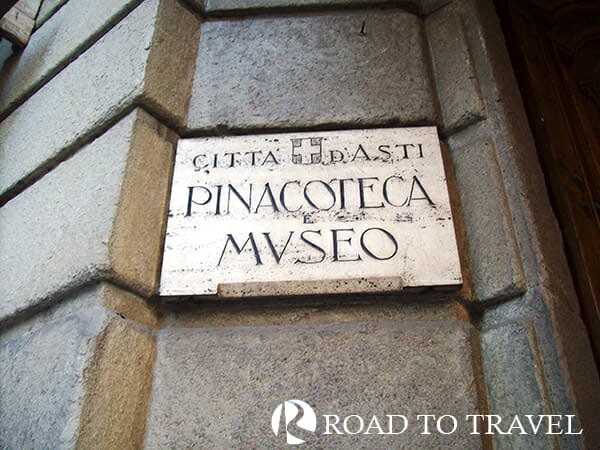 CITTA D'ASTI
PINACOTECA
E
MVSEO
ROAD TO TRAVEL